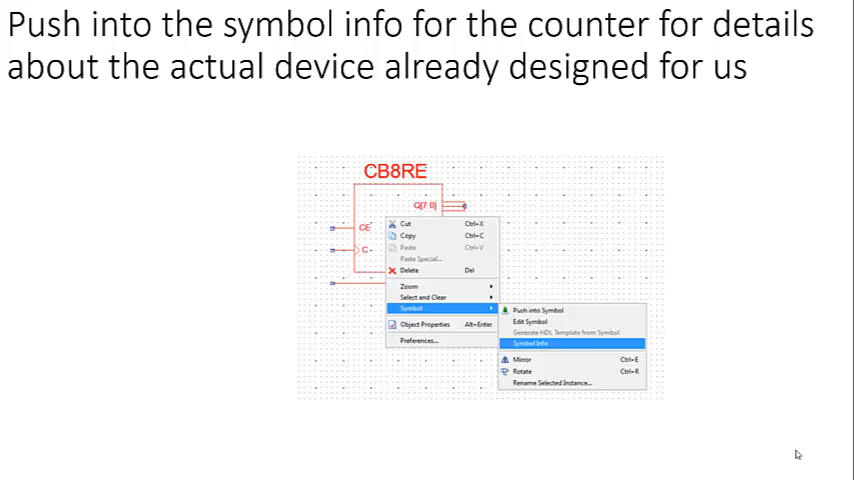 Push into the symbol info for the counter for details
about the actual device already designed for us
CB8RE
Q[7:0]
CE
C
Cut Ctrl+X
Copy Ctrl+C
Paste Ctrl+V
Paste Special...
Delete Del
Zoom
Select and Clear
Symbol
Object Properties Alt+Enter
Preferences...
Push into Symbol
Edit Symbol
Generate HDL Template from Symbol
Symbol Info
Mirror Ctrl+E
Rotate Ctrl+R
Rename Selected Instance...